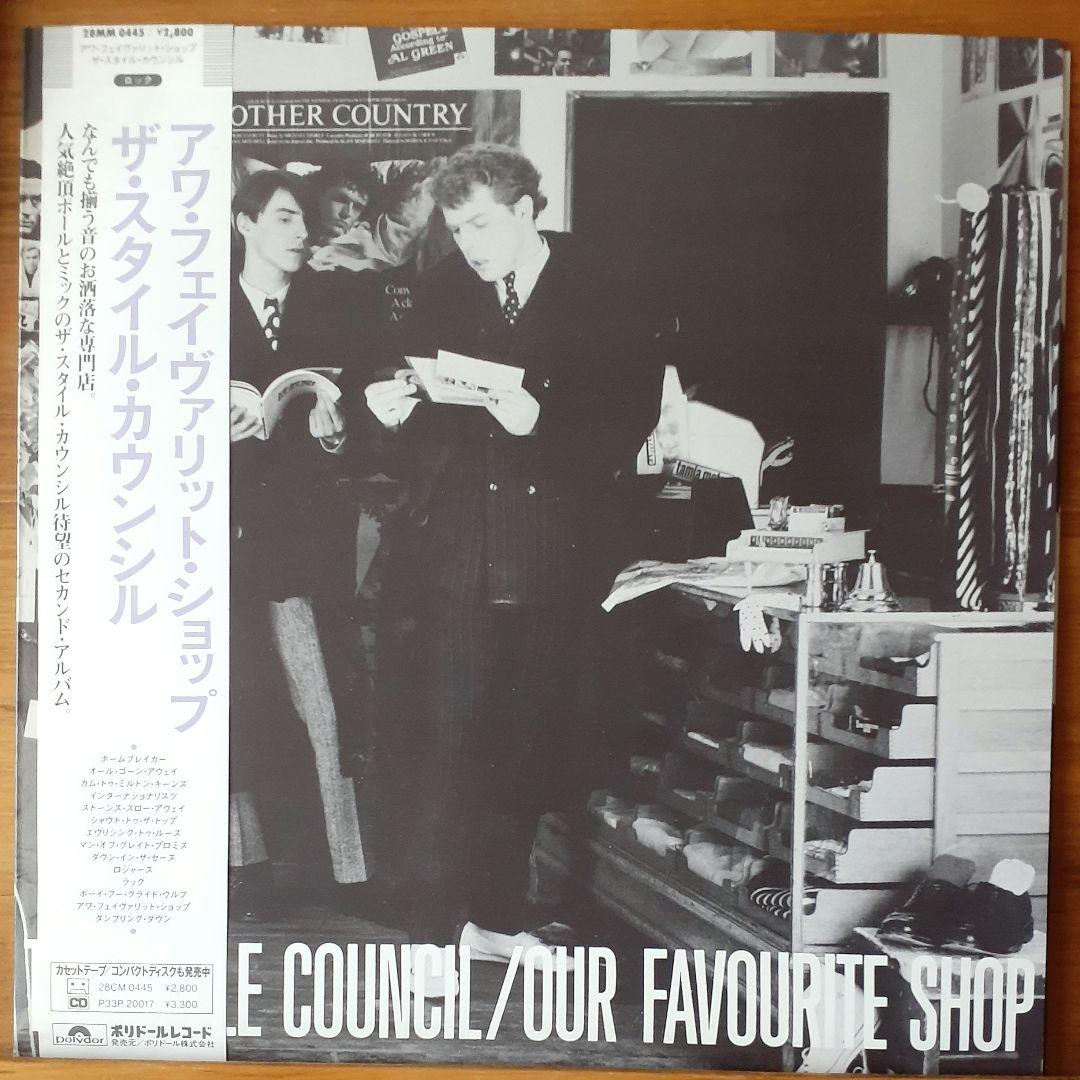 28MM 0445 / ¥2,800
アワ・フェイヴァリット・ショップ
ザ・スタイル・カウンシル
ロック
アワ・フェイヴァリット・ショップ
ザ・スタイル・カウンシル
なんでも揃う音のお洒落な専門店。
人気絶頂ポールとミックのザ・スタイル・カウンシル待望のセカンド・アルバム。
ホームブレイカー
オール・ゴーン・アウェイ
カム・トゥ・ミルトン・キーンズ
インターナショナリスツ
ストーンズ・スロー・アウェイ
シャウト・トゥ・ザ・トップ
エヴリシング・トゥ・ルーズ
マン・オブ・グレイト・プロミス
ダウン・イン・ザ・セーヌ
ロジャース
ラック
ボーイ・フー・クライド・ウルフ
アワ・フェイヴァリット・ショップ
タンブリング・ダウン
カセットテープ/コンパクトディスクも発売中
28CM 0445 ¥2,800
CD P33P 20017 ¥3,300
polydor ポリドールレコード
発売元/ポリドール株式会社
GOSPEL
According to
AL GREEN
OTHER COUNTRY
tamla mo
LE COUNCIL/OUR FAVOURITE SHOP